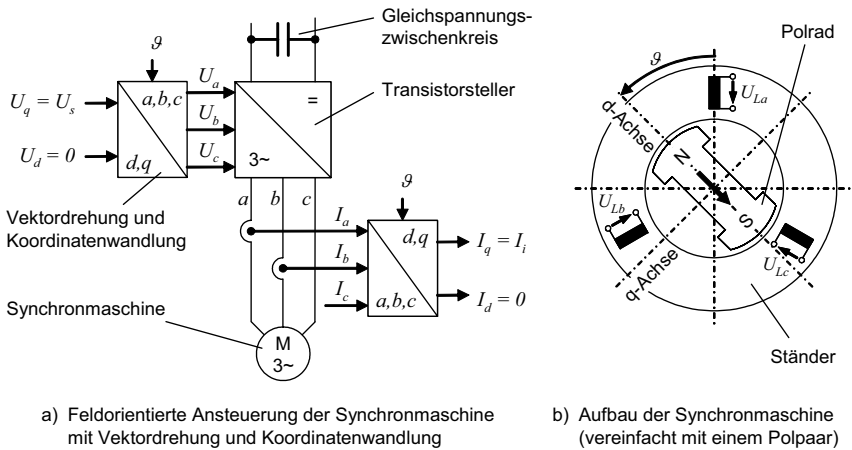 Gleichspannungs-
zwischenkreis
ϑ
U_q = U_s
U_d = 0
a,b,c
d,q
U_a
U_b
U_c
=
3~
Transistorsteller
Vektordrehung und
Koordinatenwandlung
a b c
ϑ
I_a
I_b
I_c
d,q
a,b,c
I_q = I_i
I_d = 0
Synchronmaschine
M
3~
a) Feldorientierte Ansteuerung der Synchronmaschine
mit Vektordrehung und Koordinatenwandlung
Polrad
ϑ
d-Achse
U_La
N
S
U_Lb
U_Lc
q-Achse
Ständer
b) Aufbau der Synchronmaschine
(vereinfacht mit einem Polpaar)